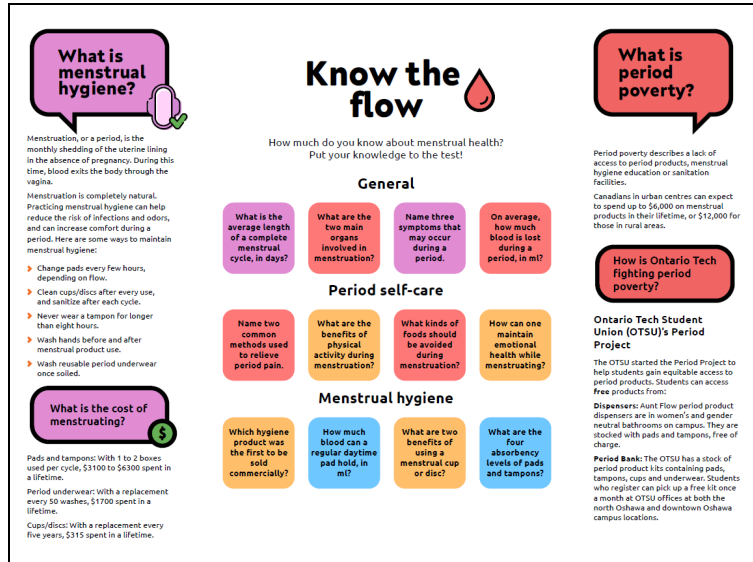 What is
menstrual
hygiene?
Menstruation, or a period, is the
monthly shedding of the uterine lining
in the absence of pregnancy. During this
time, blood exits the body through the
vagina.
Menstruation is completely natural.
Practicing menstrual hygiene can help
reduce the risk of infections and odors,
and can increase comfort during a
period. Here are some ways to maintain
menstrual hygiene:
Change pads every few hours,
depending on flow.
Clean cups/discs after every use,
and sanitize after each cycle.
Never wear a tampon for longer
than eight hours.
Wash hands before and after
menstrual product use.
Wash reusable period underwear
once soiled.
What is the cost of
menstruating?
$
Pads and tampons: With 1 to 2 boxes
used per cycle, $3100 to $6300 spent in
a lifetime.
Period underwear: With a replacement
every 50 washes, $1700 spent in a
lifetime.
Cups/discs: With a replacement every
five years, $315 spent in a lifetime.
Know the
flow
How much do you know about menstrual health?
Put your knowledge to the test!
General
What is the
average length
of a complete
menstrual
cycle, in days?
What are the
two main
organs
involved in
menstruation?
Name three
symptoms that
may occur
during a
period.
On average,
how much
blood is lost
during a
period, in ml?
Period self-care
Name two
common
methods used
to relieve
period pain.
What are the
benefits of
physical
activity during
menstruation?
What kinds of
foods should
be avoided
during
menstruation?
How can one
maintain
emotional
health while
menstruating?
Menstrual hygiene
Which hygiene
product was
the first to be
sold
commercially?
How much
blood can a
regular daytime
pad hold, in
ml?
What are two
benefits of
using a
menstrual cup
or disc?
What are the
four
absorbency
levels of pads
and tampons?
What is
period
poverty?
Period poverty describes a lack of
access to period products, menstrual
hygiene education or sanitation
facilities.
Canadians in urban centres can expect
to spend up to $6,000 on menstrual
products in their lifetime, or $12,000 for
those in rural areas.
How is Ontario Tech
fighting period
poverty?
Ontario Tech Student
Union (OTSU)'s Period
Project
The OTSU started the Period Project to
help students gain equitable access to
period products. Students can access
free products from:
Dispensers: Aunt Flow period product
dispensers are in women's and gender
neutral bathrooms on campus. They are
stocked with pads and tampons, free of
charge.
Period Bank: The OTSU has a stock of
period product kits containing pads,
tampons, cups and underwear. Students
who register can pick up a free kit once
a month at OTSU offices at both the
north Oshawa and downtown Oshawa
campus locations.